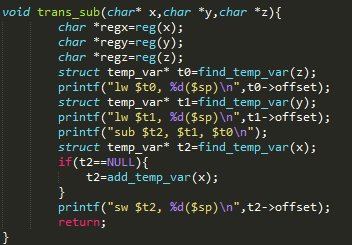 void trans_sub(char* x,char *y,char *z){
char *regx=reg(x);
char *regy=reg(y);
char *regz=reg(z);
struct temp_var* t0=find_temp_var(z);
printf("lw $t0, %d($sp)\n",t0->offset);
struct temp_var* t1=find_temp_var(y);
printf("lw $t1, %d($sp)\n",t1->offset);
printf("sub $t2, $t1, $t0\n");
struct temp_var* t2=find_temp_var(x);
if(t2==NULL){
t2=add_temp_var(x);
}
printf("sw $t2, %d($sp)\n",t2->offset);
return;
}